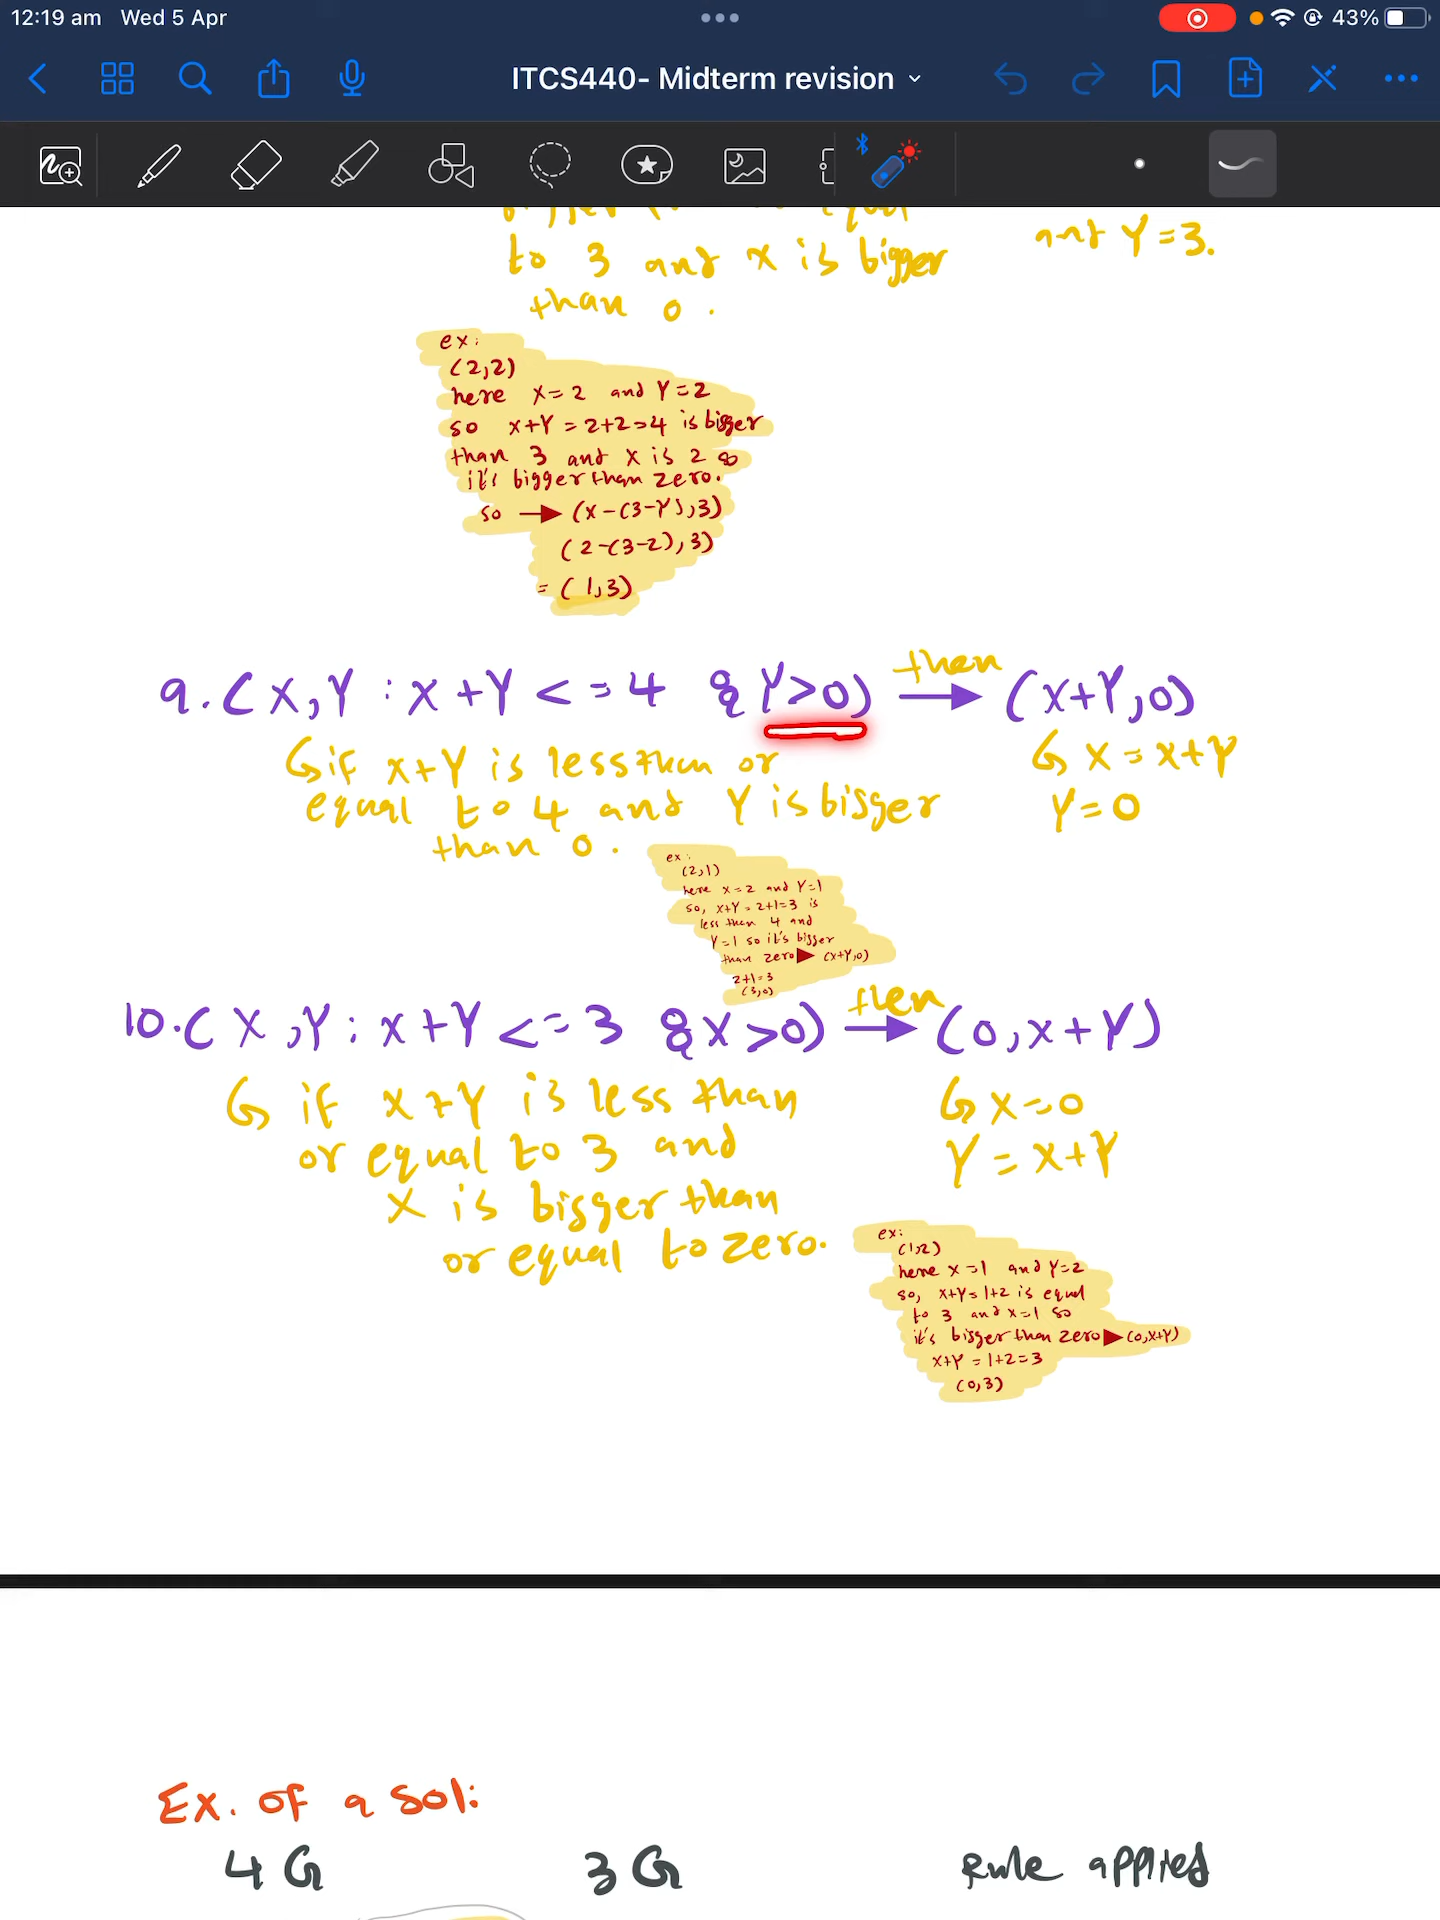 12:19 am Wed 5 Apr
43%
ITCS440- Midterm revision
to 3 and x is bigger
than 0.
and Y=3.
ex:
(2,2)
here X=2 and Y=2
so X+Y = 2+2=4 is bigger
than 3 and X is 2 so
it's bigger than zero.
so → (X-(3-Y),3)
(2-(3-2),3)
= (1,3)
9. (X,Y : X+Y <=4 & Y>0) then → (X+Y,0)
↳ if X+Y is less than or
equal to 4 and Y is bigger
than 0.
↳ X = X+Y
Y=0
ex:
(2,1)
here X=2 and Y=1
so, X+Y = 2+1=3 is
less than 4 and
Y=1 so it's bigger
than zero ▶ (X+Y,0)
2+1=3
(3,0)
10. (X,Y : X+Y <=3 & X>0) then → (0,X+Y)
↳ if X+Y is less than
or equal to 3 and
X is bigger than
or equal to zero.
↳ X=0
Y = X+Y
ex:
(1,2)
here X=1 and Y=2
so, X+Y= 1+2 is equal
to 3 and X=1 so
it's bigger than zero ▶ (0,X+Y)
X+Y = 1+2=3
(0,3)
Ex. of a sol:
4 G 3 G Rule applied